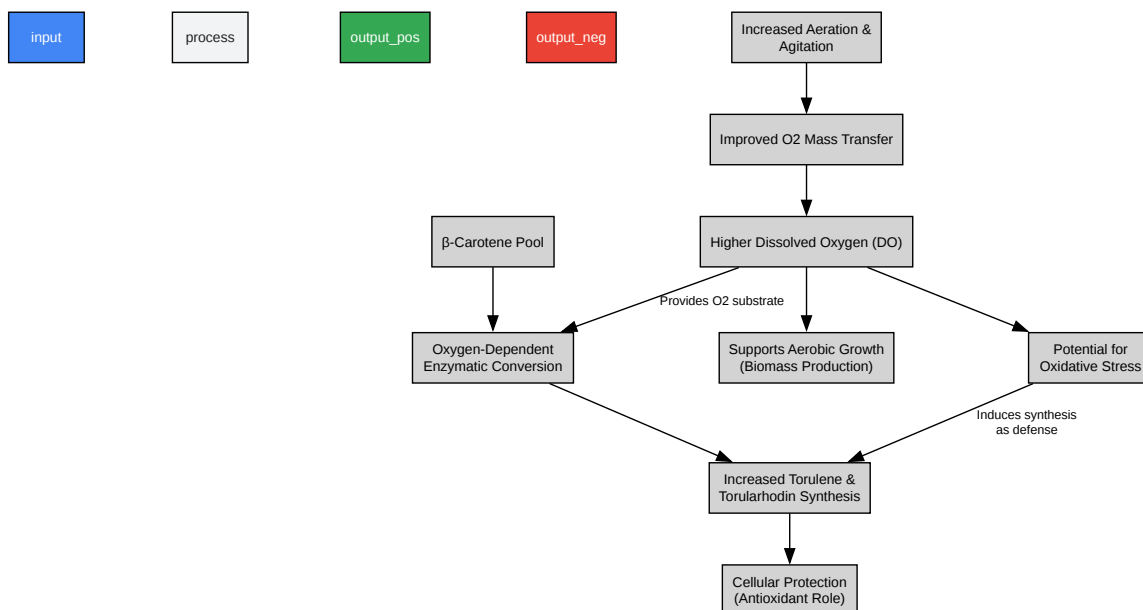 input
process
output_pos
output_neg
Increased Aeration &
Agitation
Improved O2 Mass Transfer
β-Carotene Pool
Higher Dissolved Oxygen (DO)
Provides O2 substrate
Oxygen-Dependent
Enzymatic Conversion
Supports Aerobic Growth
(Biomass Production)
Potential for
Oxidative Stress
Induces synthesis
as defense
Increased Torulene &
Torularhodin Synthesis
Cellular Protection
(Antioxidant Role)